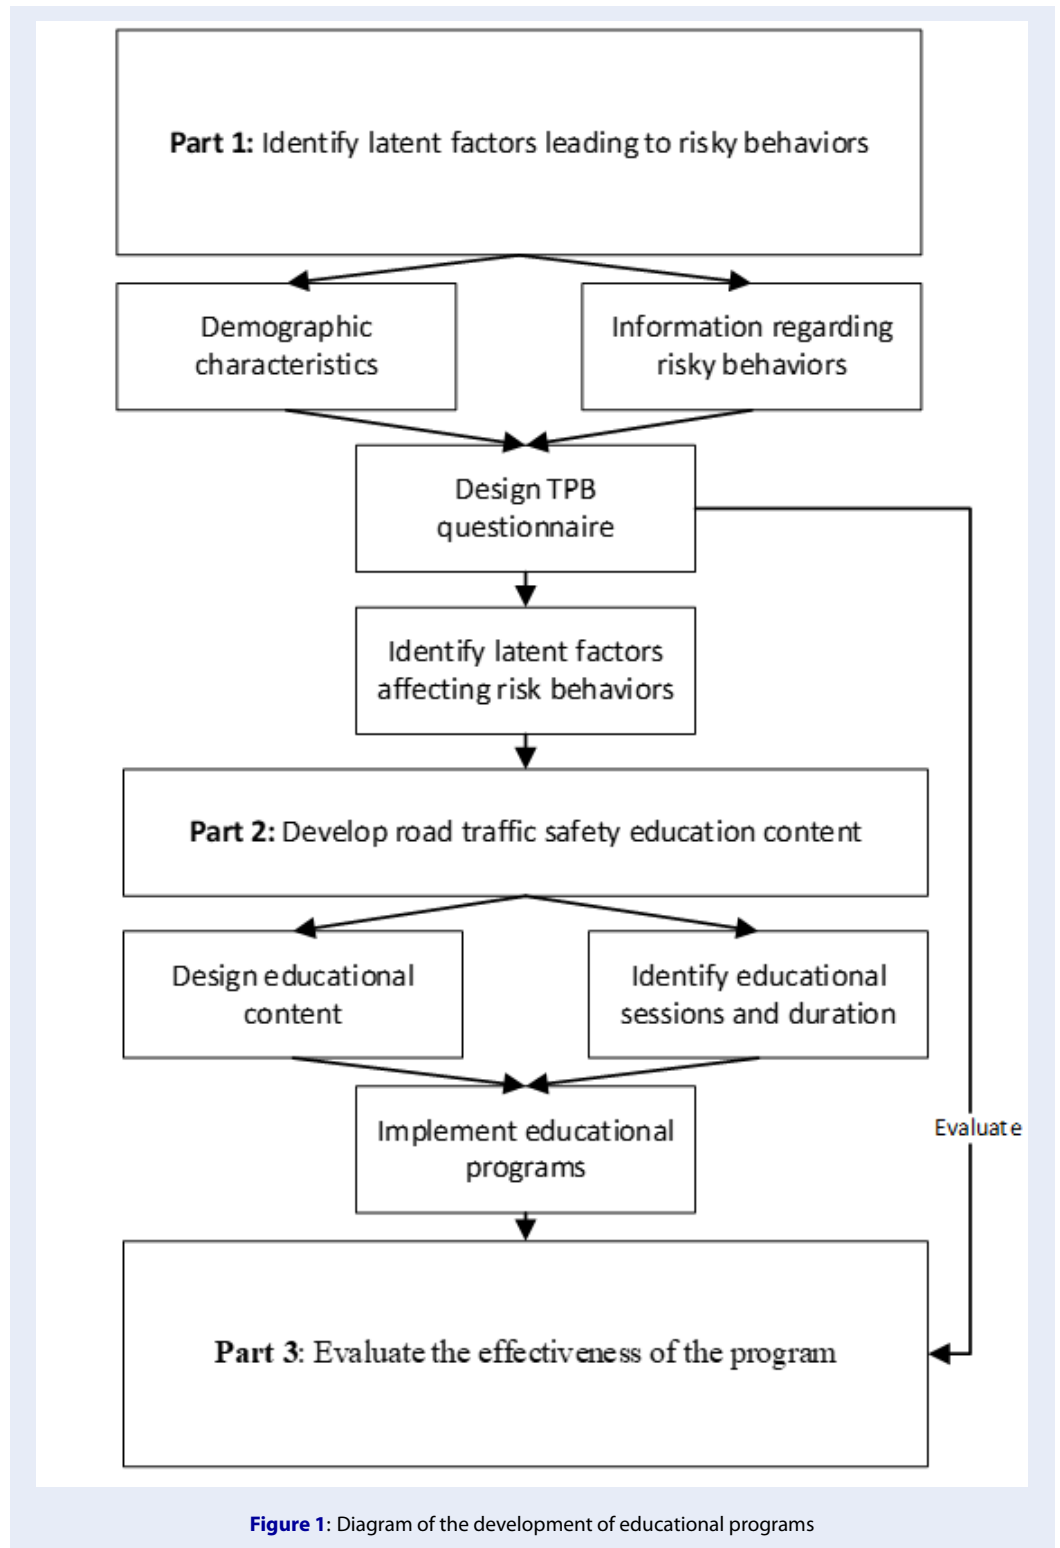 Part 1: Identify latent factors leading to risky behaviors
Demographic
characteristics
Information regarding
risky behaviors
Design TPB
questionnaire
Identify latent factors
affecting risk behaviors
Part 2: Develop road traffic safety education content
Design educational
content
Identify educational
sessions and duration
Implement educational
programs
Evaluate
Part 3: Evaluate the effectiveness of the program
Figure 1: Diagram of the development of educational programs